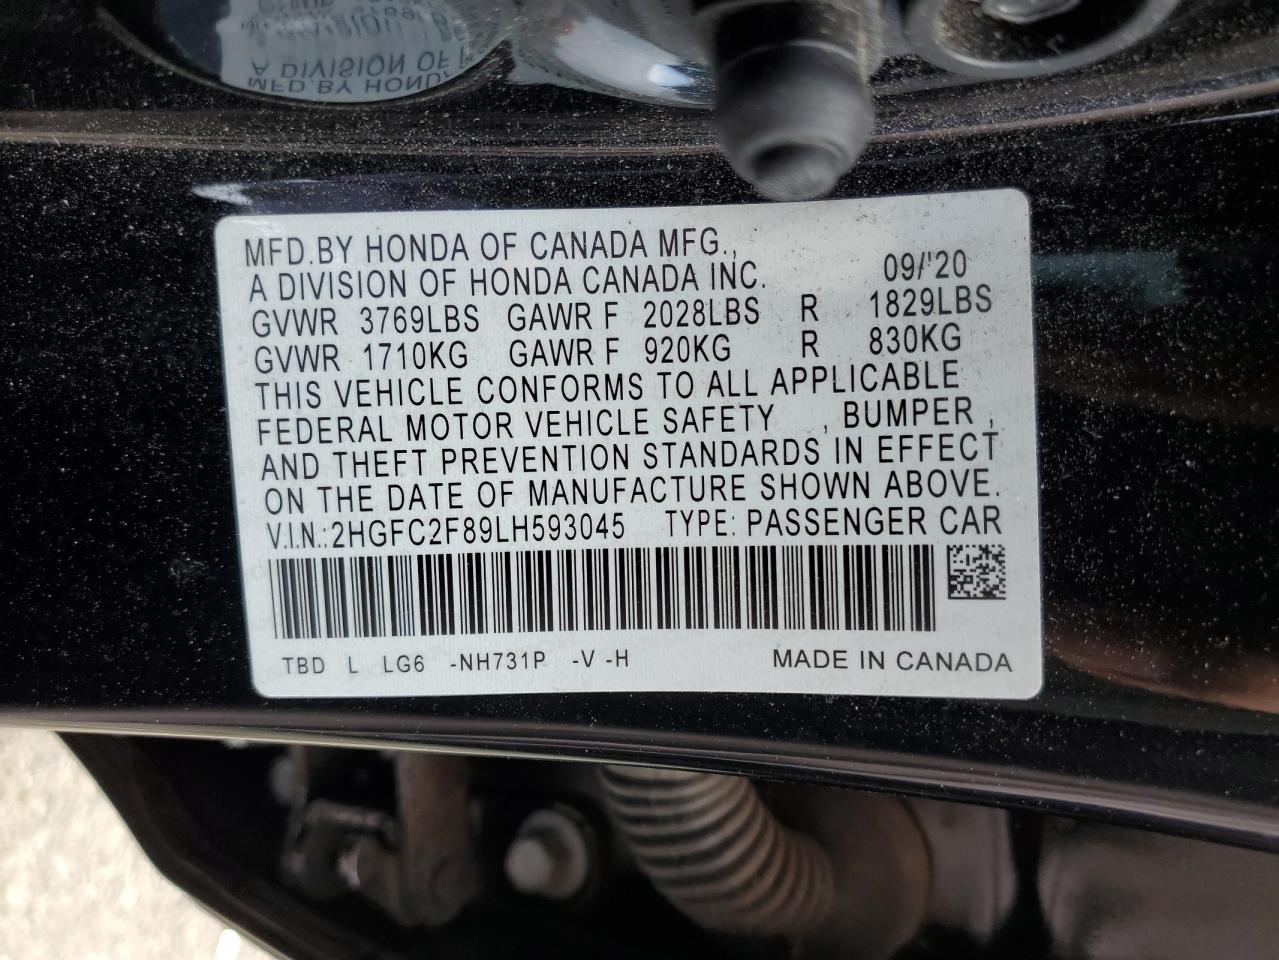 MFD.BY HONDA OF CANADA MFG.,
A DIVISION OF HONDA CANADA INC. 09/'20
GVWR 3769LBS GAWR F 2028LBS R 1829LBS
GVWR 1710KG GAWR F 920KG R 830KG
THIS VEHICLE CONFORMS TO ALL APPLICABLE
FEDERAL MOTOR VEHICLE SAFETY , BUMPER ,
AND THEFT PREVENTION STANDARDS IN EFFECT
ON THE DATE OF MANUFACTURE SHOWN ABOVE.
V.I.N.:2HGFC2F89LH593045 TYPE: PASSENGER CAR
TBD L LG6 -NH731P -V -H MADE IN CANADA